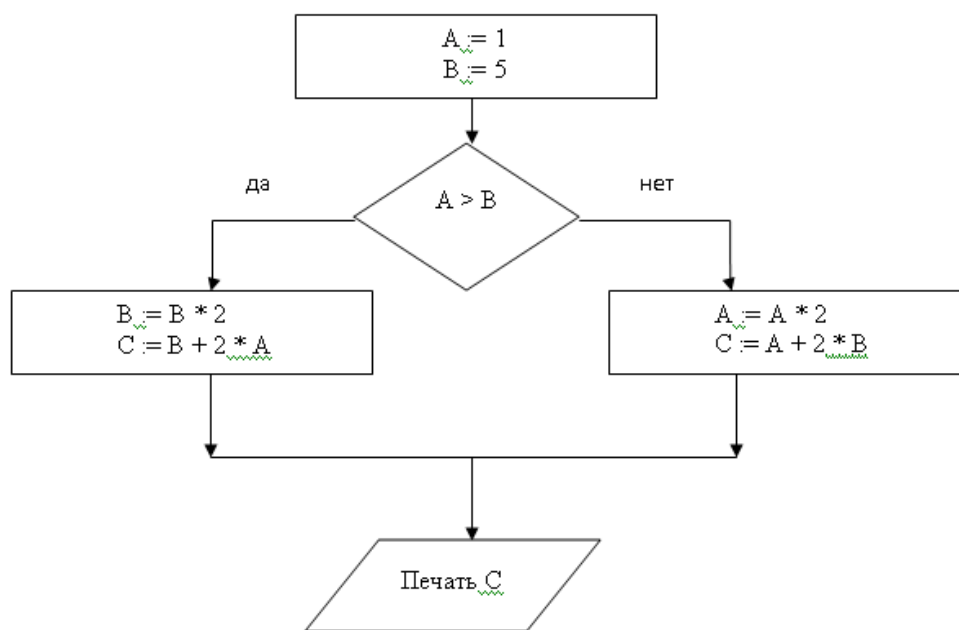 A := 1
B := 5
да
нет
A > B
B := B * 2
C := B + 2 * A
A := A * 2
C := A + 2 * B
Печать C